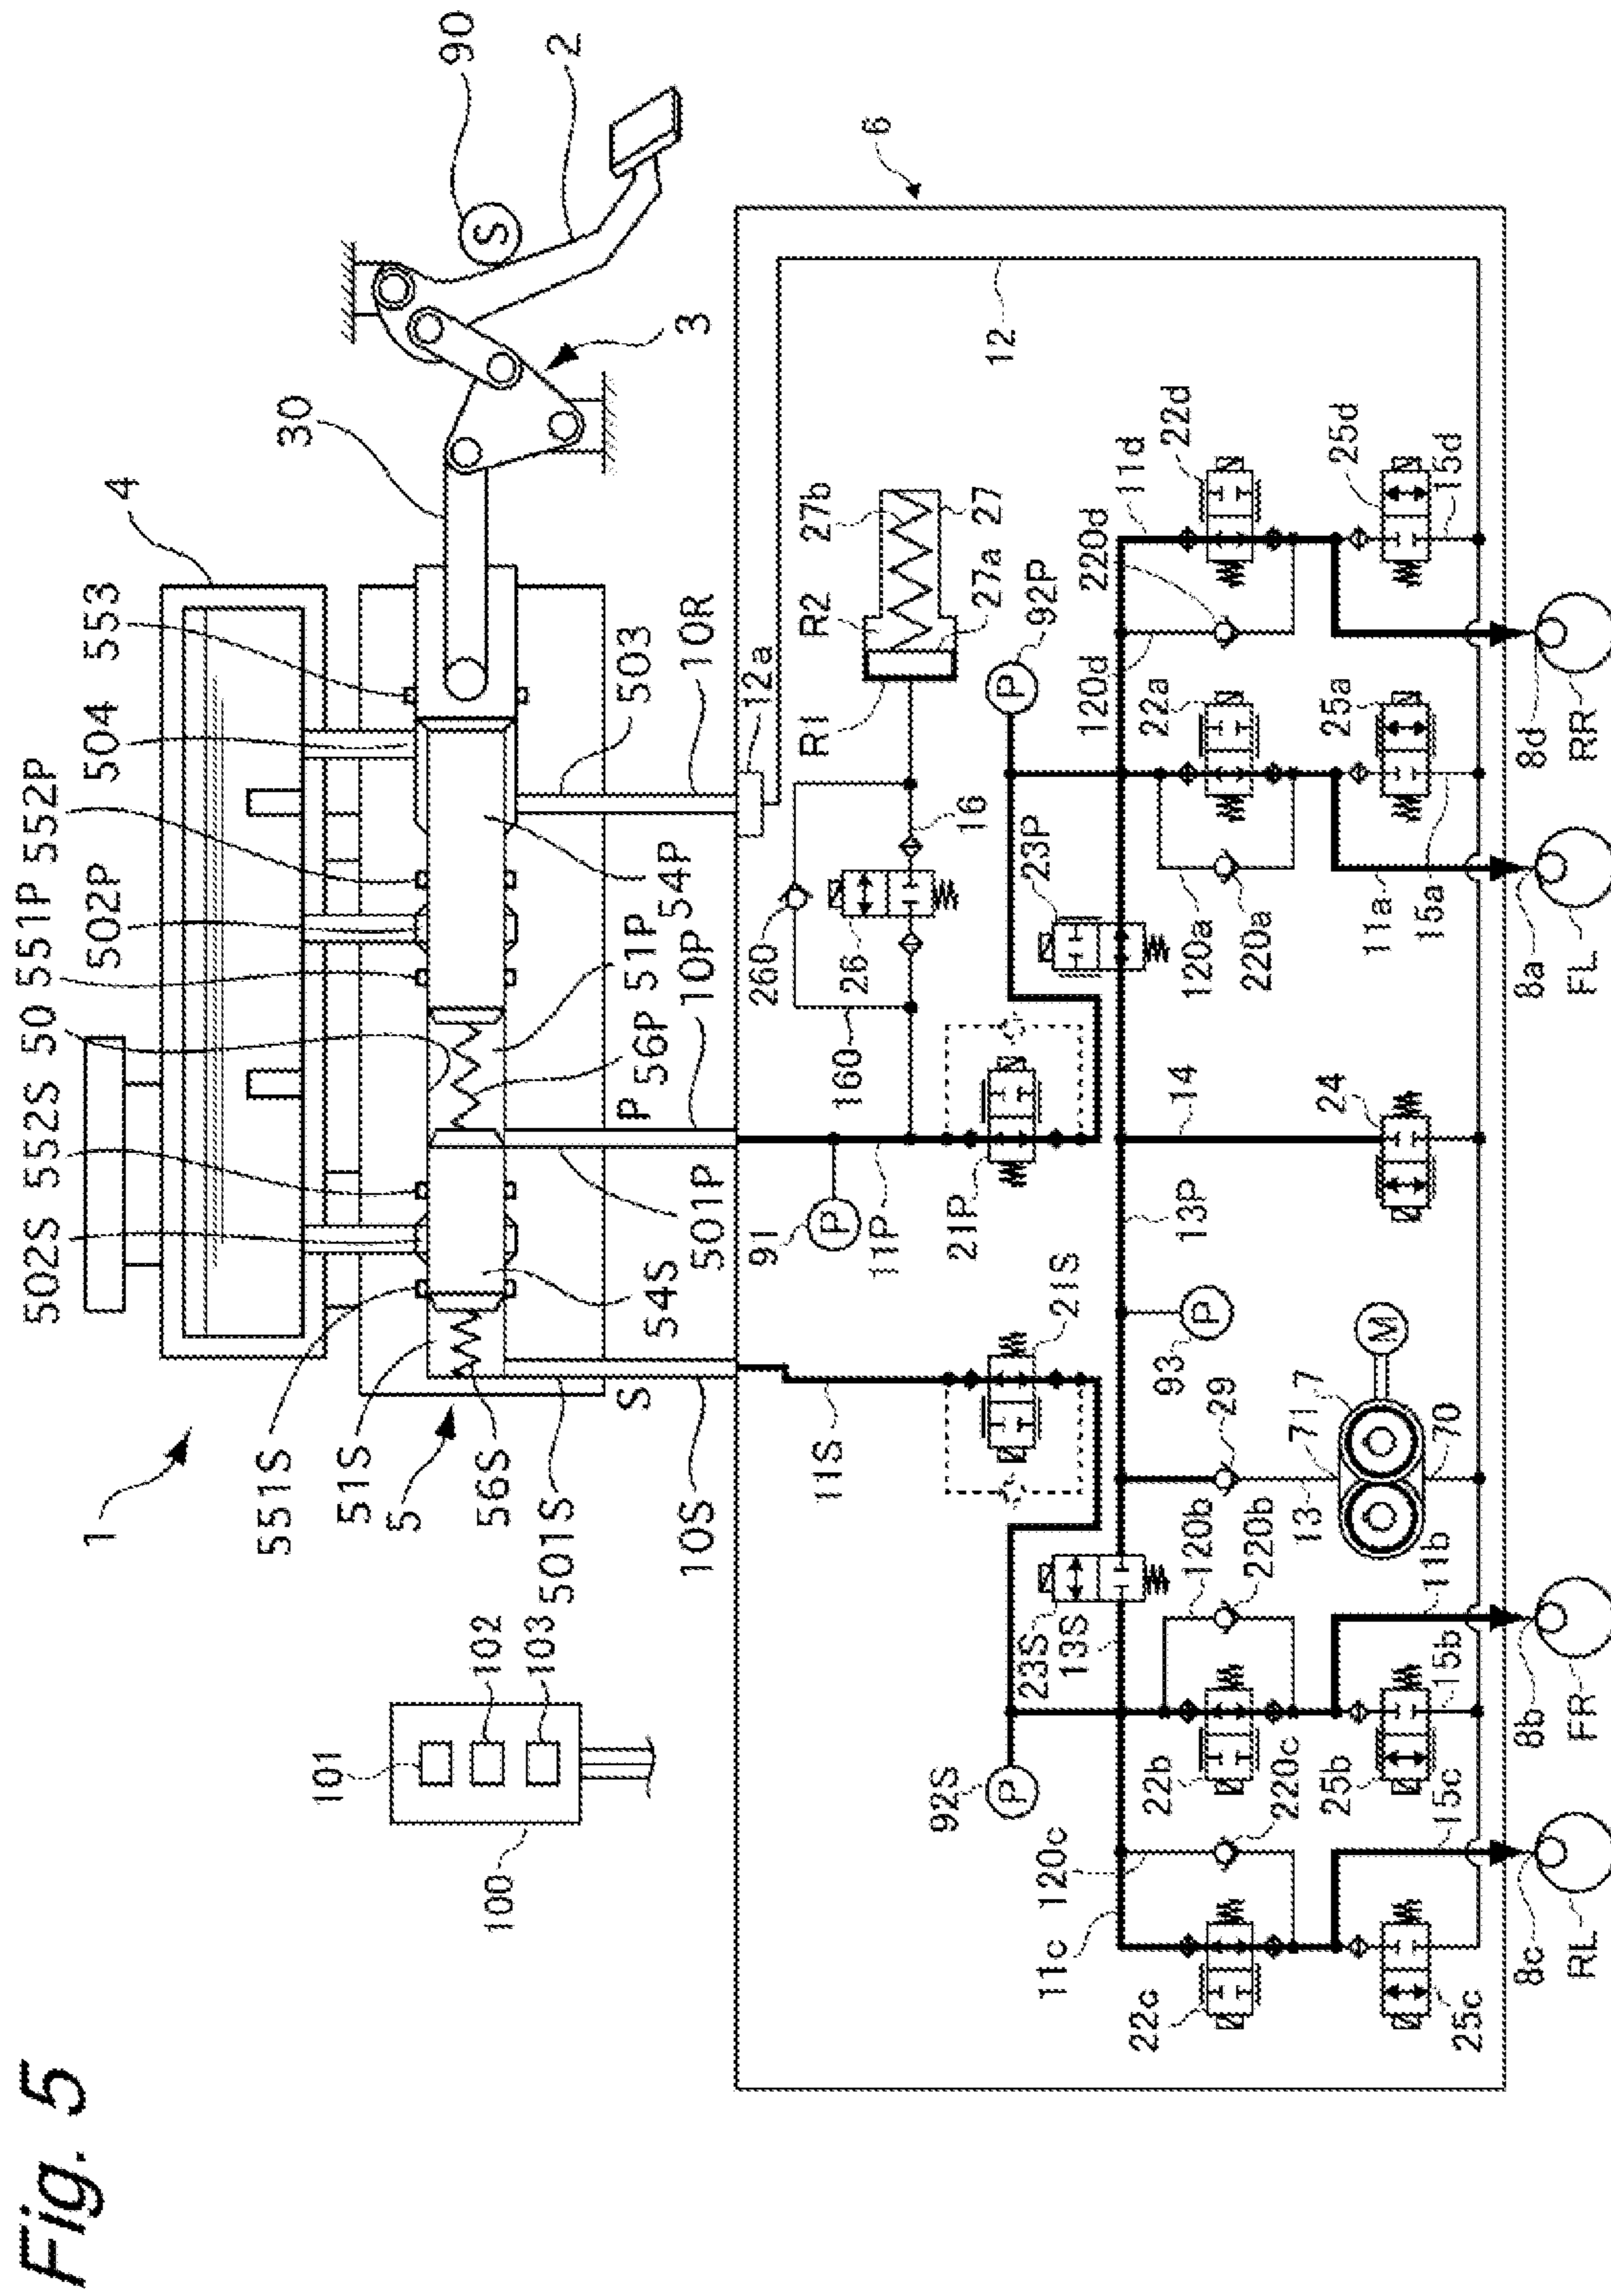 Fig. 5
1
4
553
504
552P
502P
551P
50
552S
502S
551S
51S
5
56S
501S
10S
S
54S
501P
P
56P
10P
51P
54P
503
10R
30
3
2
90
S
6
12
12a
100
101
102
103
R1
R2
27b
27
27a
16
260
26
160
91
P
11P
21P
11S
21S
92P
P
92S
P
23P
23S
13S
13P
93
P
14
24
29
13
71
7
70
M
11d
22d
220d
120d
25d
15d
22a
25a
120a
220a
11a
15a
120b
220b
11b
22b
25b
15b
11c
120c
220c
22c
25c
15c
8c
RL
8b
FR
8a
FL
8d
RR